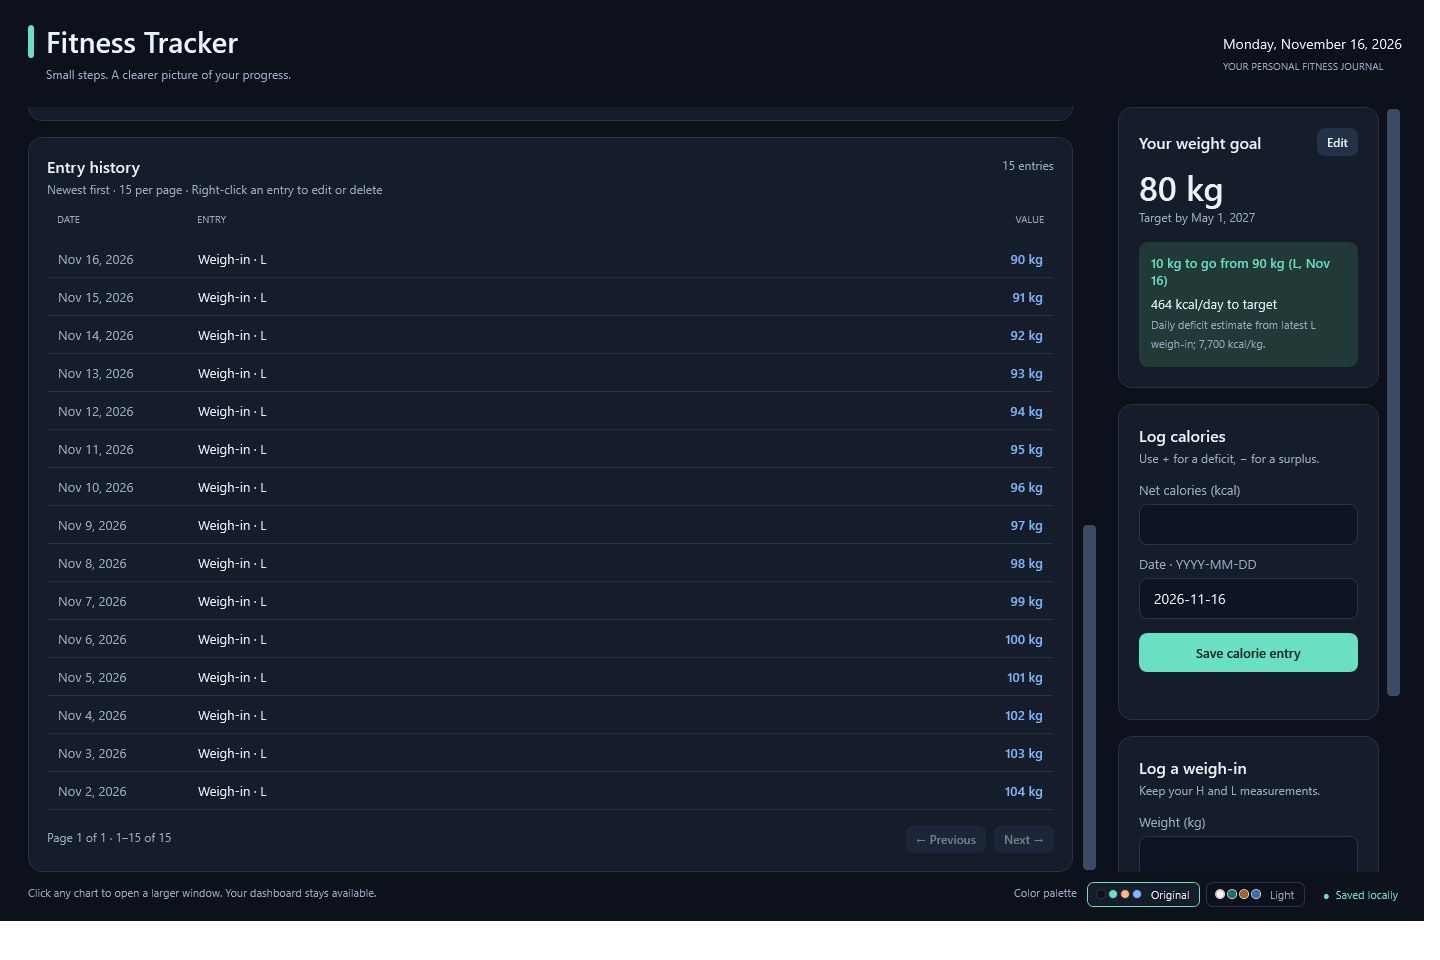 Fitness Tracker
Small steps. A clearer picture of your progress.
Monday, November 16, 2026
YOUR PERSONAL FITNESS JOURNAL
Entry history
15 entries
Newest first · 15 per page · Right-click an entry to edit or delete
DATE ENTRY VALUE
Nov 16, 2026 Weigh-in · L 90 kg
Nov 15, 2026 Weigh-in · L 91 kg
Nov 14, 2026 Weigh-in · L 92 kg
Nov 13, 2026 Weigh-in · L 93 kg
Nov 12, 2026 Weigh-in · L 94 kg
Nov 11, 2026 Weigh-in · L 95 kg
Nov 10, 2026 Weigh-in · L 96 kg
Nov 9, 2026 Weigh-in · L 97 kg
Nov 8, 2026 Weigh-in · L 98 kg
Nov 7, 2026 Weigh-in · L 99 kg
Nov 6, 2026 Weigh-in · L 100 kg
Nov 5, 2026 Weigh-in · L 101 kg
Nov 4, 2026 Weigh-in · L 102 kg
Nov 3, 2026 Weigh-in · L 103 kg
Nov 2, 2026 Weigh-in · L 104 kg
Page 1 of 1 · 1–15 of 15
← Previous Next →
Your weight goal
Edit
80 kg
Target by May 1, 2027
10 kg to go from 90 kg (L, Nov
16)
464 kcal/day to target
Daily deficit estimate from latest L
weigh-in; 7,700 kcal/kg.
Log calories
Use + for a deficit, − for a surplus.
Net calories (kcal)
Date · YYYY-MM-DD
2026-11-16
Save calorie entry
Log a weigh-in
Keep your H and L measurements.
Weight (kg)
Click any chart to open a larger window. Your dashboard stays available.
Color palette Original Light ● Saved locally